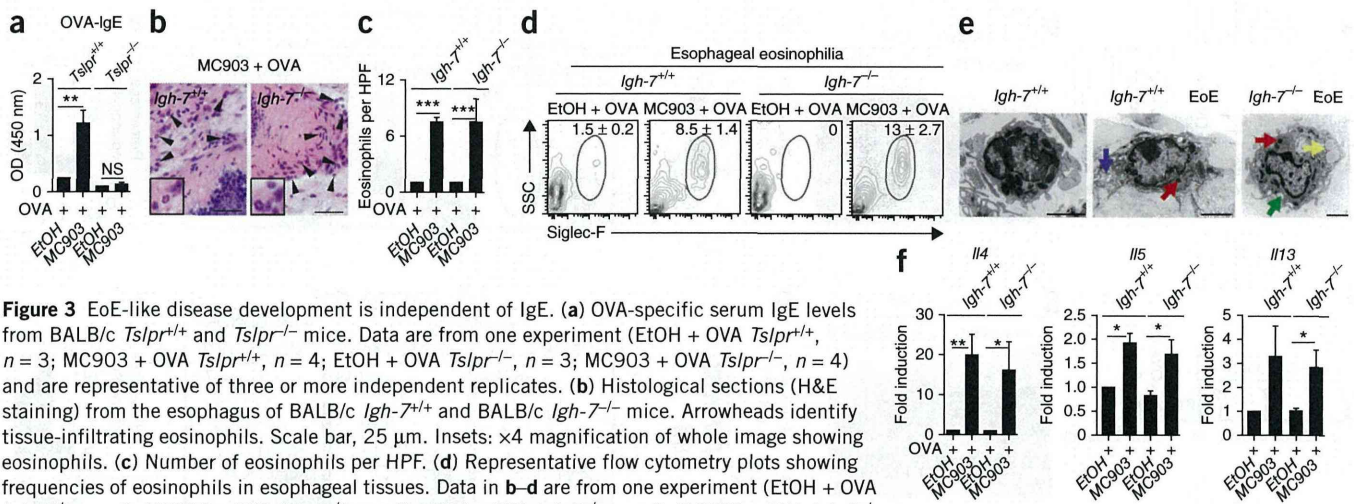 a
OVA-IgE
Tslpr+/+
Tslpr−/−
2
1
0
OD (450 nm)
**
NS
OVA + + + +
EtOH
MC903
EtOH
MC903
b
MC903 + OVA
Igh-7+/+
Igh-7−/−
c
Igh-7+/+
Igh-7−/−
12
6
0
Eosinophils per HPF
***
***
+ + + +
EtOH
MC903
EtOH
MC903
d
Esophageal eosinophilia
Igh-7+/+
Igh-7−/−
EtOH + OVA MC903 + OVA EtOH + OVA MC903 + OVA
1.5 ± 0.2
8.5 ± 1.4
0
13 ± 2.7
SSC
Siglec-F
e
Igh-7+/+
Igh-7+/+ EoE
Igh-7−/− EoE
f
Il4
Igh-7+/+
Igh-7−/−
30
20
10
0
Fold induction
**
*
OVA + + + +
EtOH
MC903
EtOH
MC903
Il5
Igh-7+/+
Igh-7−/−
2.5
2.0
1.5
1.0
0.5
0
Fold induction
*
*
+ + + +
EtOH
MC903
EtOH
MC903
Il13
Igh-7+/+
Igh-7−/−
5
4
3
2
1
0
Fold induction
*
+ + + +
EtOH
MC903
EtOH
MC903
Figure 3 EoE-like disease development is independent of IgE. (a) OVA-specific serum IgE levels
from BALB/c Tslpr+/+ and Tslpr−/− mice. Data are from one experiment (EtOH + OVA Tslpr+/+,
n = 3; MC903 + OVA Tslpr+/+, n = 4; EtOH + OVA Tslpr−/−, n = 3; MC903 + OVA Tslpr−/−, n = 4)
and are representative of three or more independent replicates. (b) Histological sections (H&E
staining) from the esophagus of BALB/c Igh-7+/+ and BALB/c Igh-7−/− mice. Arrowheads identify
tissue-infiltrating eosinophils. Scale bar, 25 μm. Insets: ×4 magnification of whole image showing
eosinophils. (c) Number of eosinophils per HPF. (d) Representative flow cytometry plots showing
frequencies of eosinophils in esophageal tissues. Data in b–d are from one experiment (EtOH + OVA